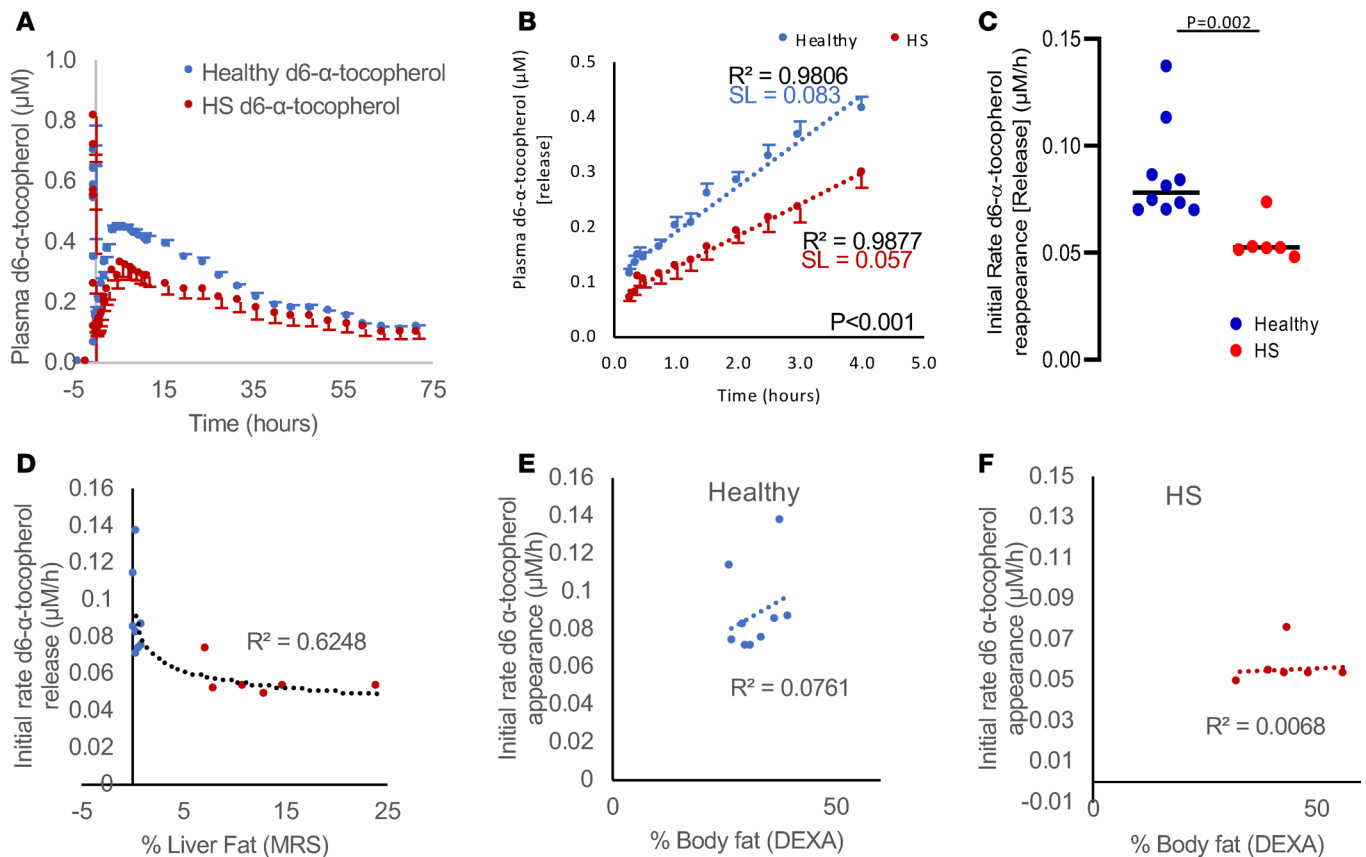 A
Plasma d6-α-tocopherol (μM)
1.0
0.8
0.6
0.4
0.2
0.0
-5
15
35
55
75
Time (hours)
Healthy d6-α-tocopherol
HS d6-α-tocopherol
B
Healthy
HS
Plasma d6-α-tocopherol (μM)
[release]
0.5
0.4
0.3
0.2
0.1
0.0
0.0
1.0
2.0
3.0
4.0
5.0
Time (hours)
R² = 0.9806
SL = 0.083
R² = 0.9877
SL = 0.057
P<0.001
C
P=0.002
Initial Rate d6-α-tocopherol
reappearance [Release] (μM/h)
0.15
0.10
0.05
0.00
Healthy
HS
D
Initial rate d6-α-tocopherol
release (μM/h)
0.16
0.14
0.12
0.1
0.08
0.06
0.04
0.02
0
-5
5
15
25
R² = 0.6248
% Liver Fat (MRS)
E
Healthy
Initial rate d6 α-tocopherol
appearance (μM/h)
0.16
0.14
0.12
0.1
0.08
0.06
0.04
0.02
0
0
50
R² = 0.0761
% Body fat (DEXA)
F
HS
Initial rate d6 α-tocopherol
appearance (μM/h)
0.15
0.13
0.11
0.09
0.07
0.05
0.03
0.01
-0.01
0
50
R² = 0.0068
% Body fat (DEXA)